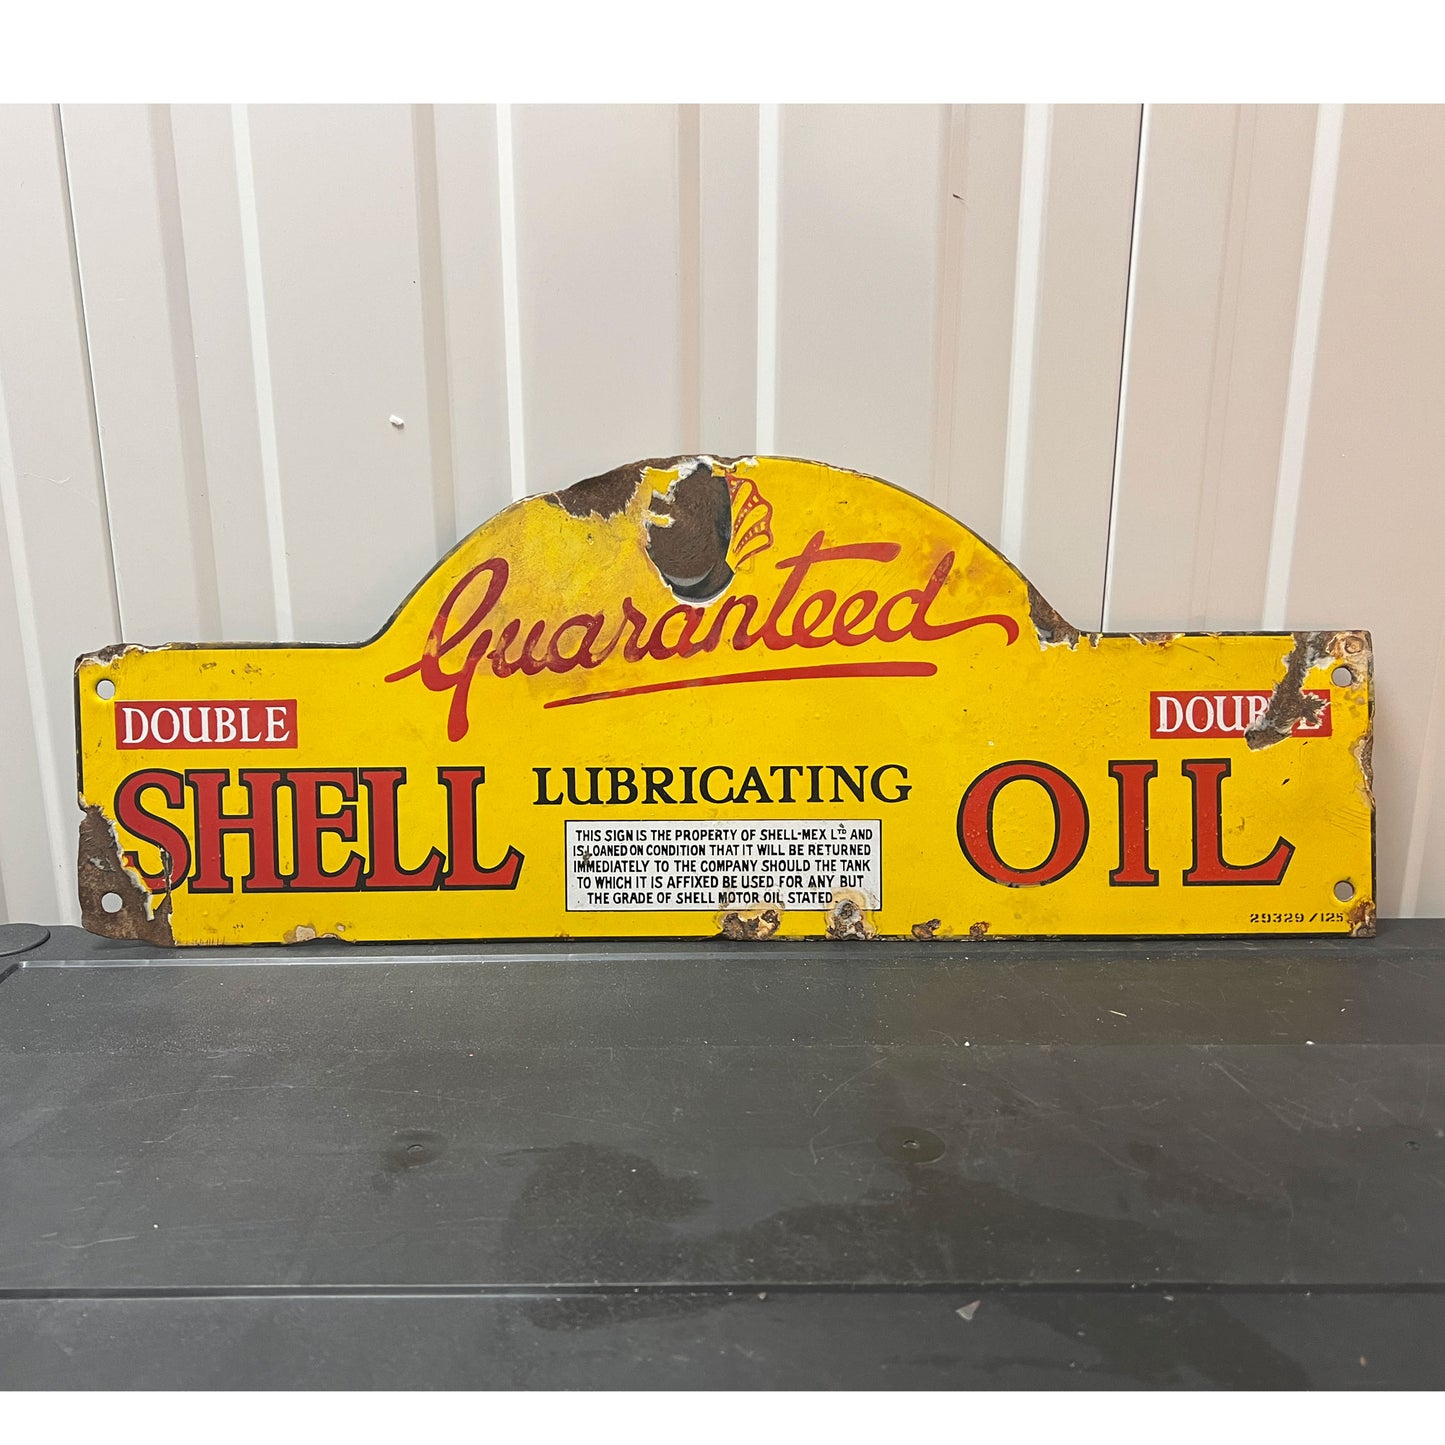 Guaranteed
DOUBLE
SHELL
LUBRICATING
THIS SIGN IS THE PROPERTY OF SHELL-MEX LTD AND
IS LOANED ON CONDITION THAT IT WILL BE RETURNED
IMMEDIATELY TO THE COMPANY SHOULD THE TANK
TO WHICH IT IS AFFIXED BE USED FOR ANY BUT
THE GRADE OF SHELL MOTOR OIL STATED.
DOUBLE
OIL
29329/125